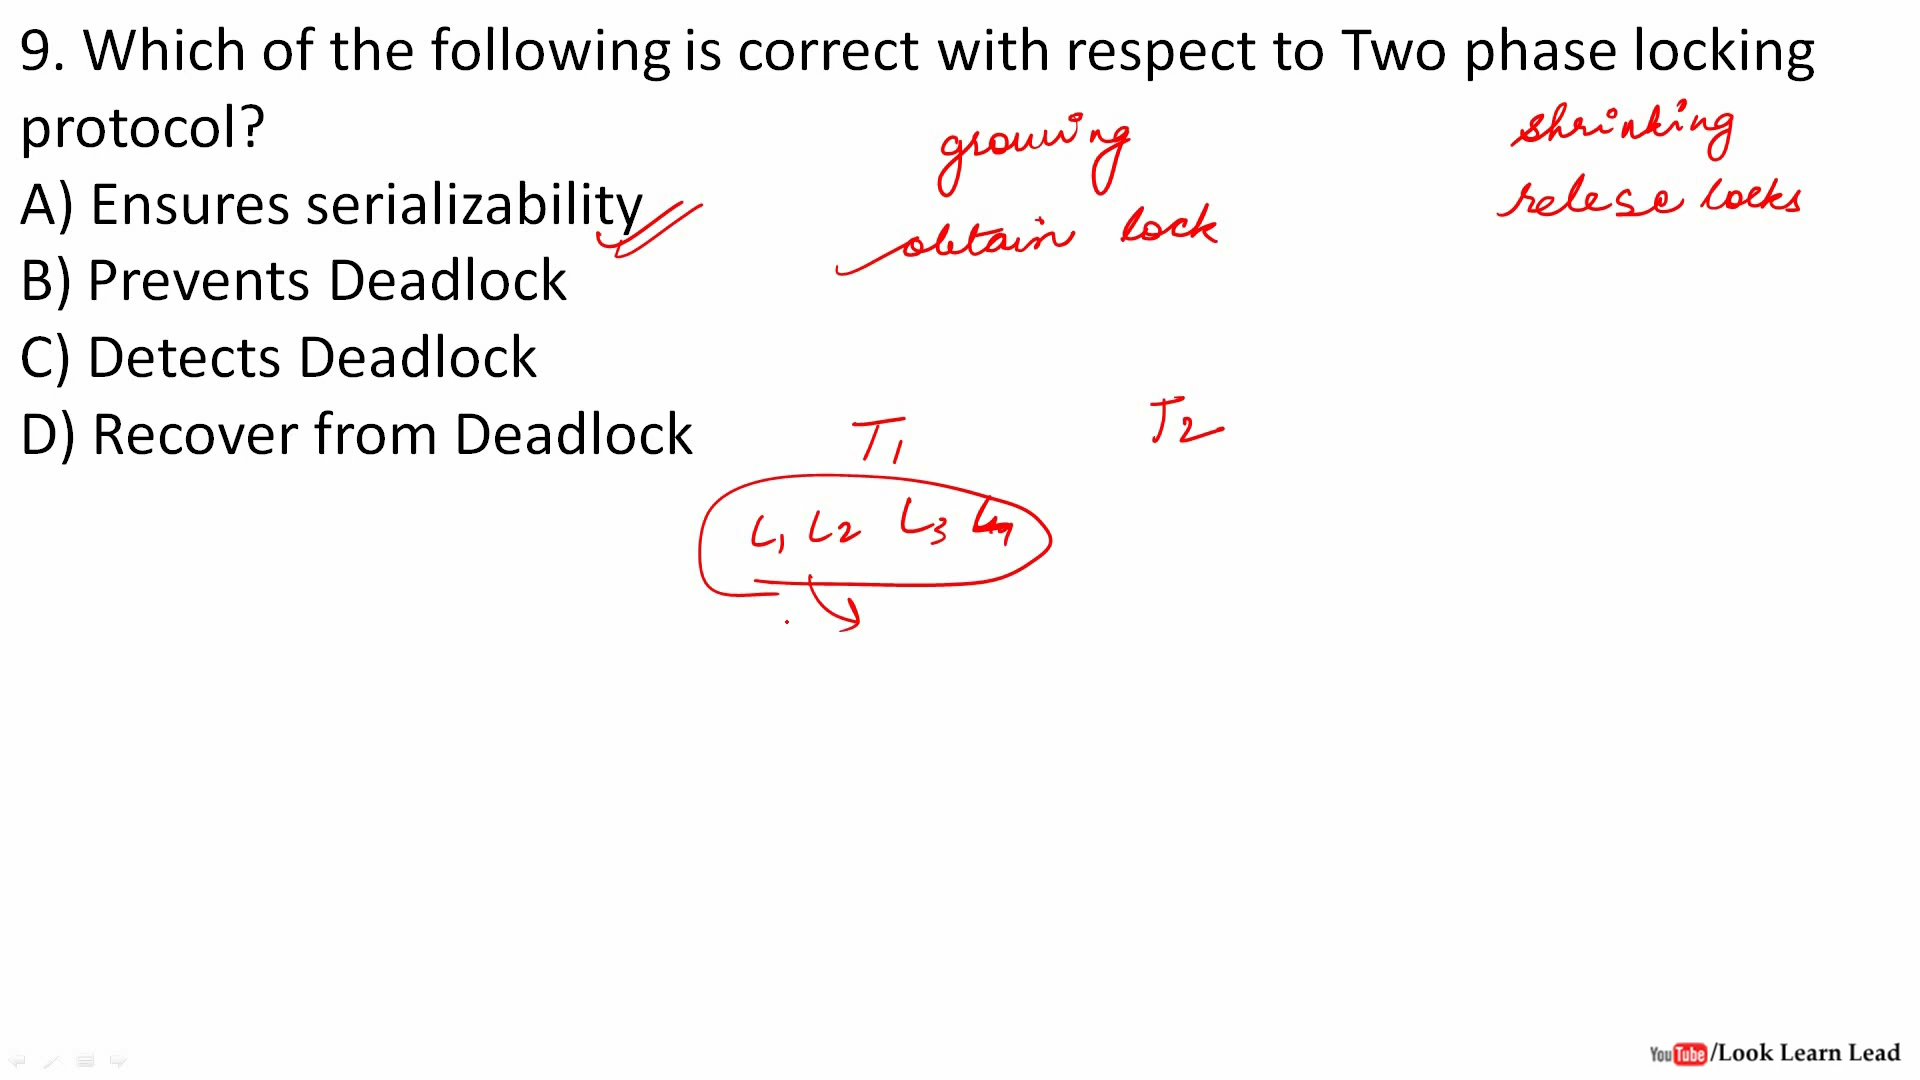 9. Which of the following is correct with respect to Two phase locking
protocol?
growing
shrinking
A) Ensures serializability
obtain lock
relese locks
B) Prevents Deadlock
C) Detects Deadlock
D) Recover from Deadlock
T1
T2
L1 L2 L3 L4
YouTube/Look Learn Lead